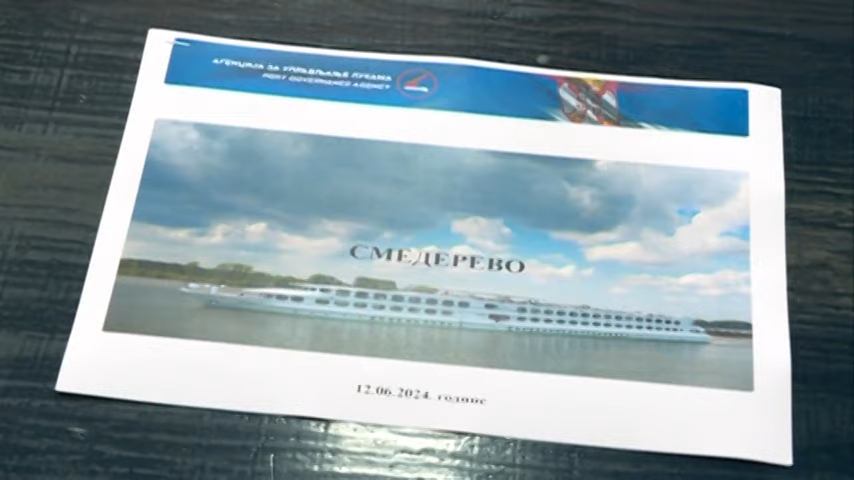 АГЕНЦИЈА ЗА УПРАВЉАЊЕ ЛУКАМА
PORT GOVERNANCE AGENCY
СМЕДЕРЕВО
12.06.2024. године